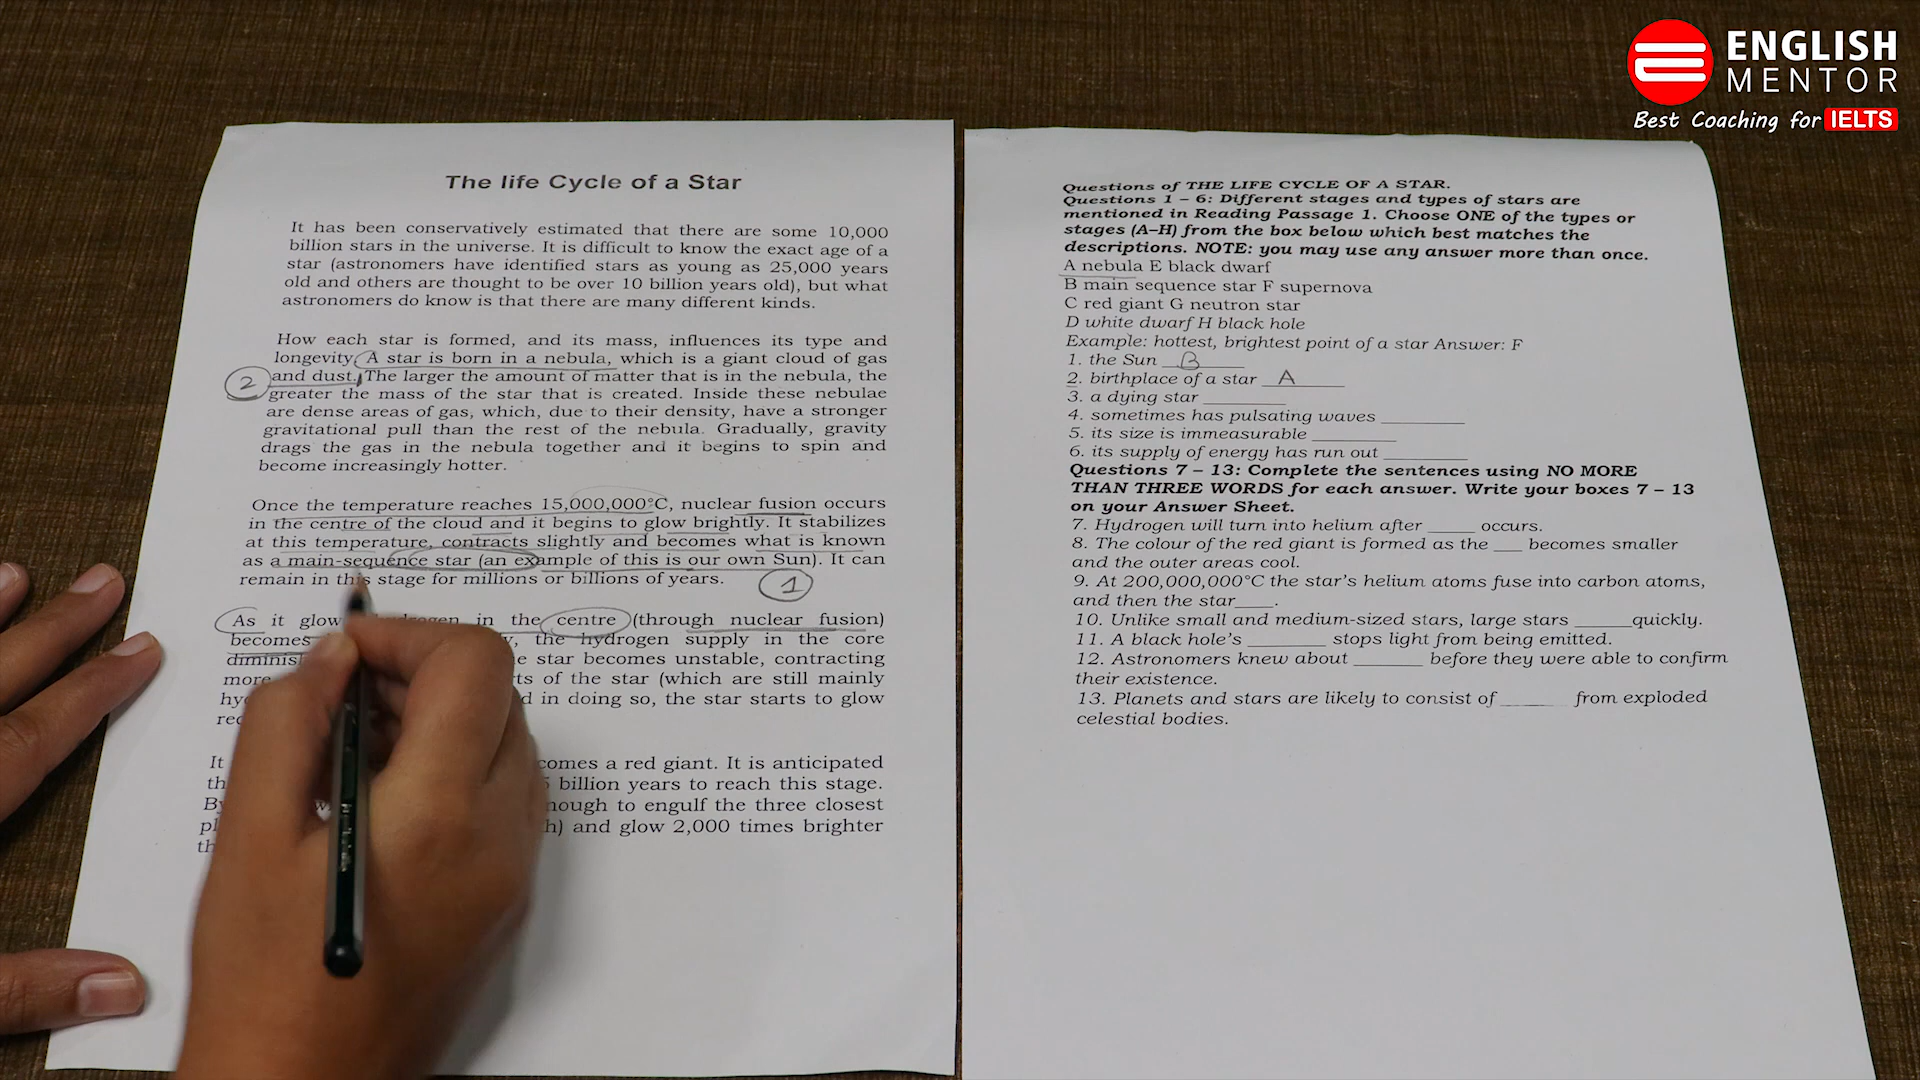 ENGLISH
MENTOR
Best Coaching for IELTS
The life Cycle of a Star
It has been conservatively estimated that there are some 10,000
billion stars in the universe. It is difficult to know the exact age of a
star (astronomers have identified stars as young as 25,000 years
old and others are thought to be over 10 billion years old), but what
astronomers do know is that there are many different kinds.
How each star is formed, and its mass, influences its type and
longevity. A star is born in a nebula, which is a giant cloud of gas
2 and dust. The larger the amount of matter that is in the nebula, the
greater the mass of the star that is created. Inside these nebulae
are dense areas of gas, which, due to their density, have a stronger
gravitational pull than the rest of the nebula. Gradually, gravity
drags the gas in the nebula together and it begins to spin and
become increasingly hotter.
Once the temperature reaches 15,000,000°C, nuclear fusion occurs
in the centre of the cloud and it begins to glow brightly. It stabilizes
at this temperature, contracts slightly and becomes what is known
as a main-sequence star (an example of this is our own Sun). It can
remain in this stage for millions or billions of years.
1
As it glow in the centre (through nuclear fusion)
becomes the hydrogen supply in the core
star becomes unstable, contracting
more of the star (which are still mainly
in doing so, the star starts to glow
It comes a red giant. It is anticipated
billion years to reach this stage.
to engulf the three closest
and glow 2,000 times brighter
Questions of THE LIFE CYCLE OF A STAR.
Questions 1 – 6: Different stages and types of stars are
mentioned in Reading Passage 1. Choose ONE of the types or
stages (A–H) from the box below which best matches the
descriptions. NOTE: you may use any answer more than once.
A nebula E black dwarf
B main sequence star F supernova
C red giant G neutron star
D white dwarf H black hole
Example: hottest, brightest point of a star Answer: F
1. the Sun B
2. birthplace of a star A
3. a dying star ________
4. sometimes has pulsating waves ________
5. its size is immeasurable ________
6. its supply of energy has run out ________
Questions 7 – 13: Complete the sentences using NO MORE
THAN THREE WORDS for each answer. Write your boxes 7 – 13
on your Answer Sheet.
7. Hydrogen will turn into helium after _____ occurs.
8. The colour of the red giant is formed as the ___ becomes smaller
and the outer areas cool.
9. At 200,000,000°C the star's helium atoms fuse into carbon atoms,
and then the star____.
10. Unlike small and medium-sized stars, large stars ______quickly.
11. A black hole's ________ stops light from being emitted.
12. Astronomers knew about _______ before they were able to confirm
their existence.
13. Planets and stars are likely to consist of _____ from exploded
celestial bodies.